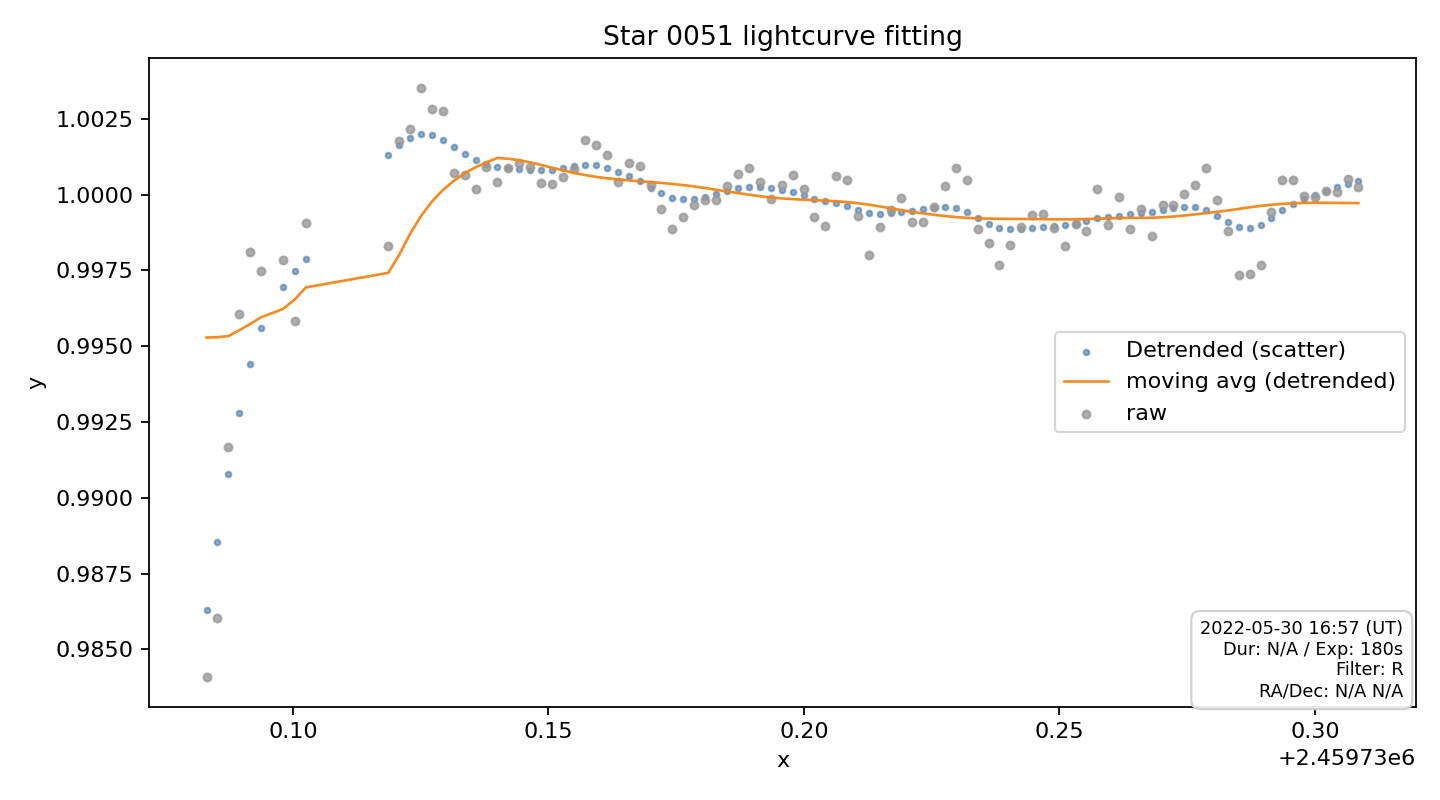 Star 0051 lightcurve fitting
y
1.0025
1.0000
0.9975
0.9950
0.9925
0.9900
0.9875
0.9850
Detrended (scatter)
moving avg (detrended)
raw
2022-05-30 16:57 (UT)
Dur: N/A / Exp: 180s
Filter: R
RA/Dec: N/A N/A
0.10 0.15 0.20 0.25 0.30
x
+2.45973e6